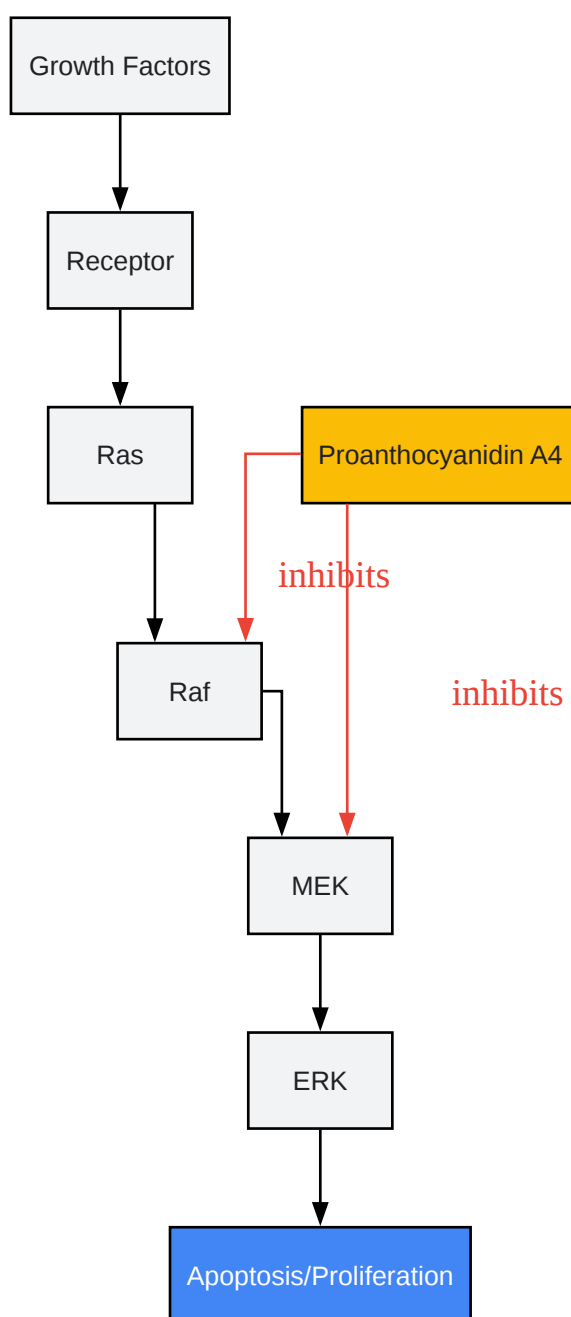 Growth Factors
Receptor
Ras
Proanthocyanidin A4
inhibits
Raf
inhibits
MEK
ERK
Apoptosis/Proliferation